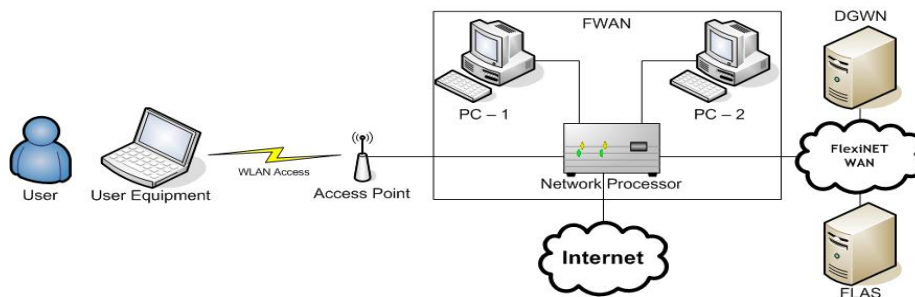 FWAN
DGWN
PC – 1
PC – 2
FlexiNET
WAN
WLAN Access
User
User Equipment
Access Point
Network Processor
Internet
FLAS